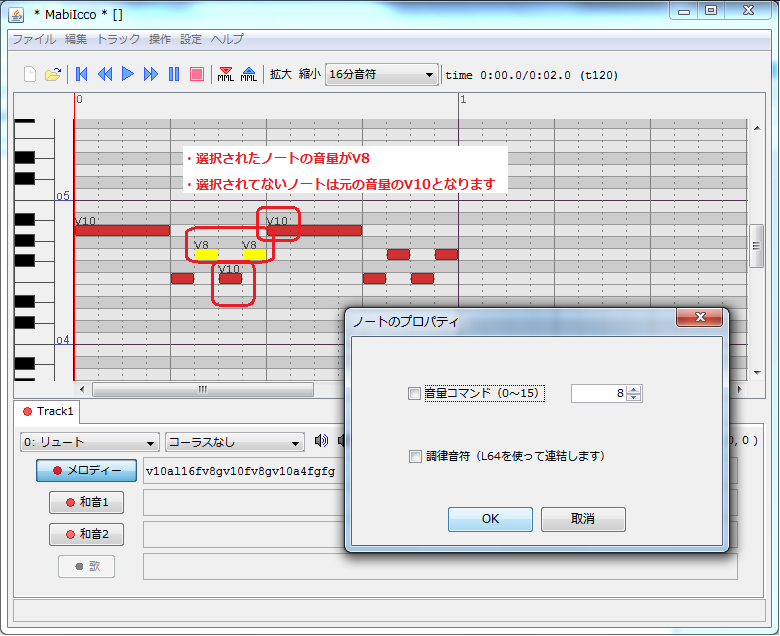 * MabiIcco * []
ファイル 編集 トラック 操作 設定 ヘルプ
MML MML 拡大 縮小 16分音符 time 0:00.0/0:02.0 (t120)
0 1
・選択されたノートの音量がV8
・選択されてないノートは元の音量のV10となります
o5
V10 V10
V8 V8
V10
o4
ノートのプロパティ
音量コマンド（0～15） 8
調律音符（L64を使って連結します）
OK 取消
Track1
0: リュート コーラスなし 0, 0 )
メロディー v10al16fv8gv10fv8gv10a4fgfg
和音1
和音2
歌